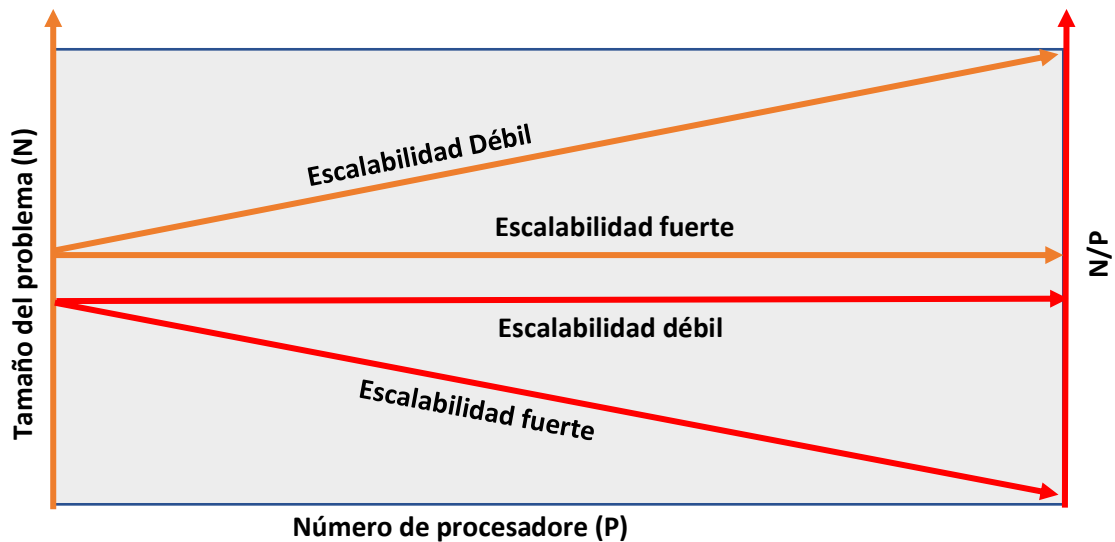 Tamaño del problema (N)
Escalabilidad Débil
Escalabilidad fuerte
N/P
Escalabilidad débil
Escalabilidad fuerte
Número de procesadore (P)